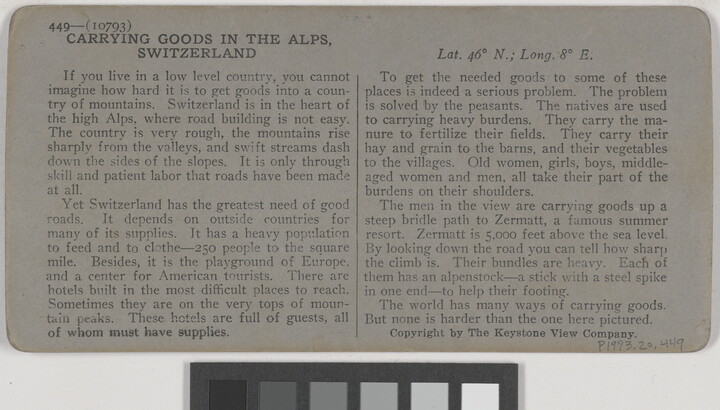 449—(10793)
CARRYING GOODS IN THE ALPS,
SWITZERLAND
If you live in a low level country, you cannot
imagine how hard it is to get goods into a coun-
try of mountains. Switzerland is in the heart of
the high Alps, where road building is not easy.
The country is very rough, the mountains rise
sharply from the valleys, and swift streams dash
down the sides of the slopes. It is only through
skill and patient labor that roads have been made
at all.
Yet Switzerland has the greatest need of good
roads. It depends on outside countries for
many of its supplies. It has a heavy population
to feed and to clothe—250 people to the square
mile. Besides, it is the playground of Europe,
and a center for American tourists. There are
hotels built in the most difficult places to reach.
Sometimes they are on the very tops of moun-
tain peaks. These hotels are full of guests, all
of whom must have supplies.
Lat. 46° N.; Long. 8° E.
To get the needed goods to some of these
places is indeed a serious problem. The problem
is solved by the peasants. The natives are used
to carrying heavy burdens. They carry the ma-
nure to fertilize their fields. They carry their
hay and grain to the barns, and their vegetables
to the villages. Old women, girls, boys, middle-
aged women and men, all take their part of the
burdens on their shoulders.
The men in the view are carrying goods up a
steep bridle path to Zermatt, a famous summer
resort. Zermatt is 5,000 feet above the sea level.
By looking down the road you can tell how sharp
the climb is. Their bundles are heavy. Each of
them has an alpenstock—a stick with a steel spike
in one end—to help their footing.
The world has many ways of carrying goods.
But none is harder than the one here pictured.
Copyright by The Keystone View Company.
P1993.20.449